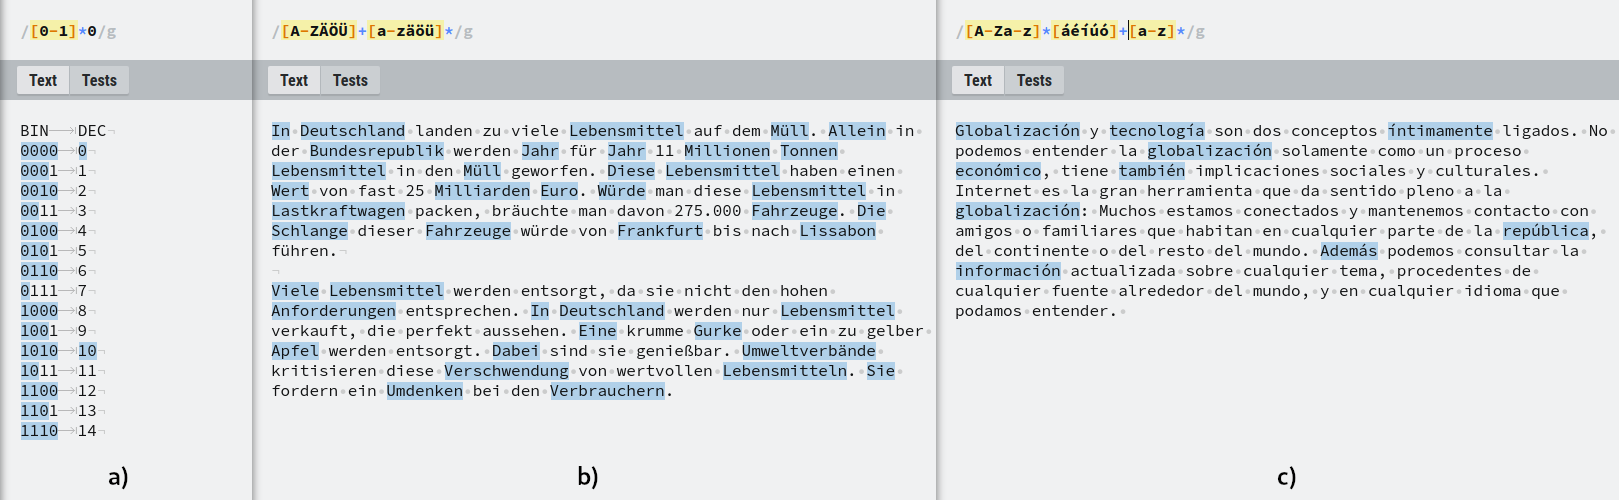 /[0-1]*0/g
Text Tests
BIN DEC
0000 0
0001 1
0010 2
0011 3
0100 4
0101 5
0110 6
0111 7
1000 8
1001 9
1010 10
1011 11
1100 12
1101 13
1110 14
a)
/[A-ZÄÖÜ]+[a-zäöü]*/g
Text Tests
In Deutschland landen zu viele Lebensmittel auf dem Müll. Allein in
der Bundesrepublik werden Jahr für Jahr 11 Millionen Tonnen
Lebensmittel in den Müll geworfen. Diese Lebensmittel haben einen
Wert von fast 25 Milliarden Euro. Würde man diese Lebensmittel in
Lastkraftwagen packen, bräuchte man davon 275.000 Fahrzeuge. Die
Schlange dieser Fahrzeuge würde von Frankfurt bis nach Lissabon
führen.
Viele Lebensmittel werden entsorgt, da sie nicht den hohen
Anforderungen entsprechen. In Deutschland werden nur Lebensmittel
verkauft, die perfekt aussehen. Eine krumme Gurke oder ein zu gelber
Apfel werden entsorgt. Dabei sind sie genießbar. Umweltverbände
kritisieren diese Verschwendung von wertvollen Lebensmitteln. Sie
fordern ein Umdenken bei den Verbrauchern.
b)
/[A-Za-z]*[áéíúó]+[a-z]*/g
Text Tests
Globalización y tecnología son dos conceptos íntimamente ligados. No
podemos entender la globalización solamente como un proceso
económico, tiene también implicaciones sociales y culturales.
Internet es la gran herramienta que da sentido pleno a la
globalización: Muchos estamos conectados y mantenemos contacto con
amigos o familiares que habitan en cualquier parte de la república,
del continente o del resto del mundo. Además podemos consultar la
información actualizada sobre cualquier tema, procedentes de
cualquier fuente alrededor del mundo, y en cualquier idioma que
podamos entender.
c)